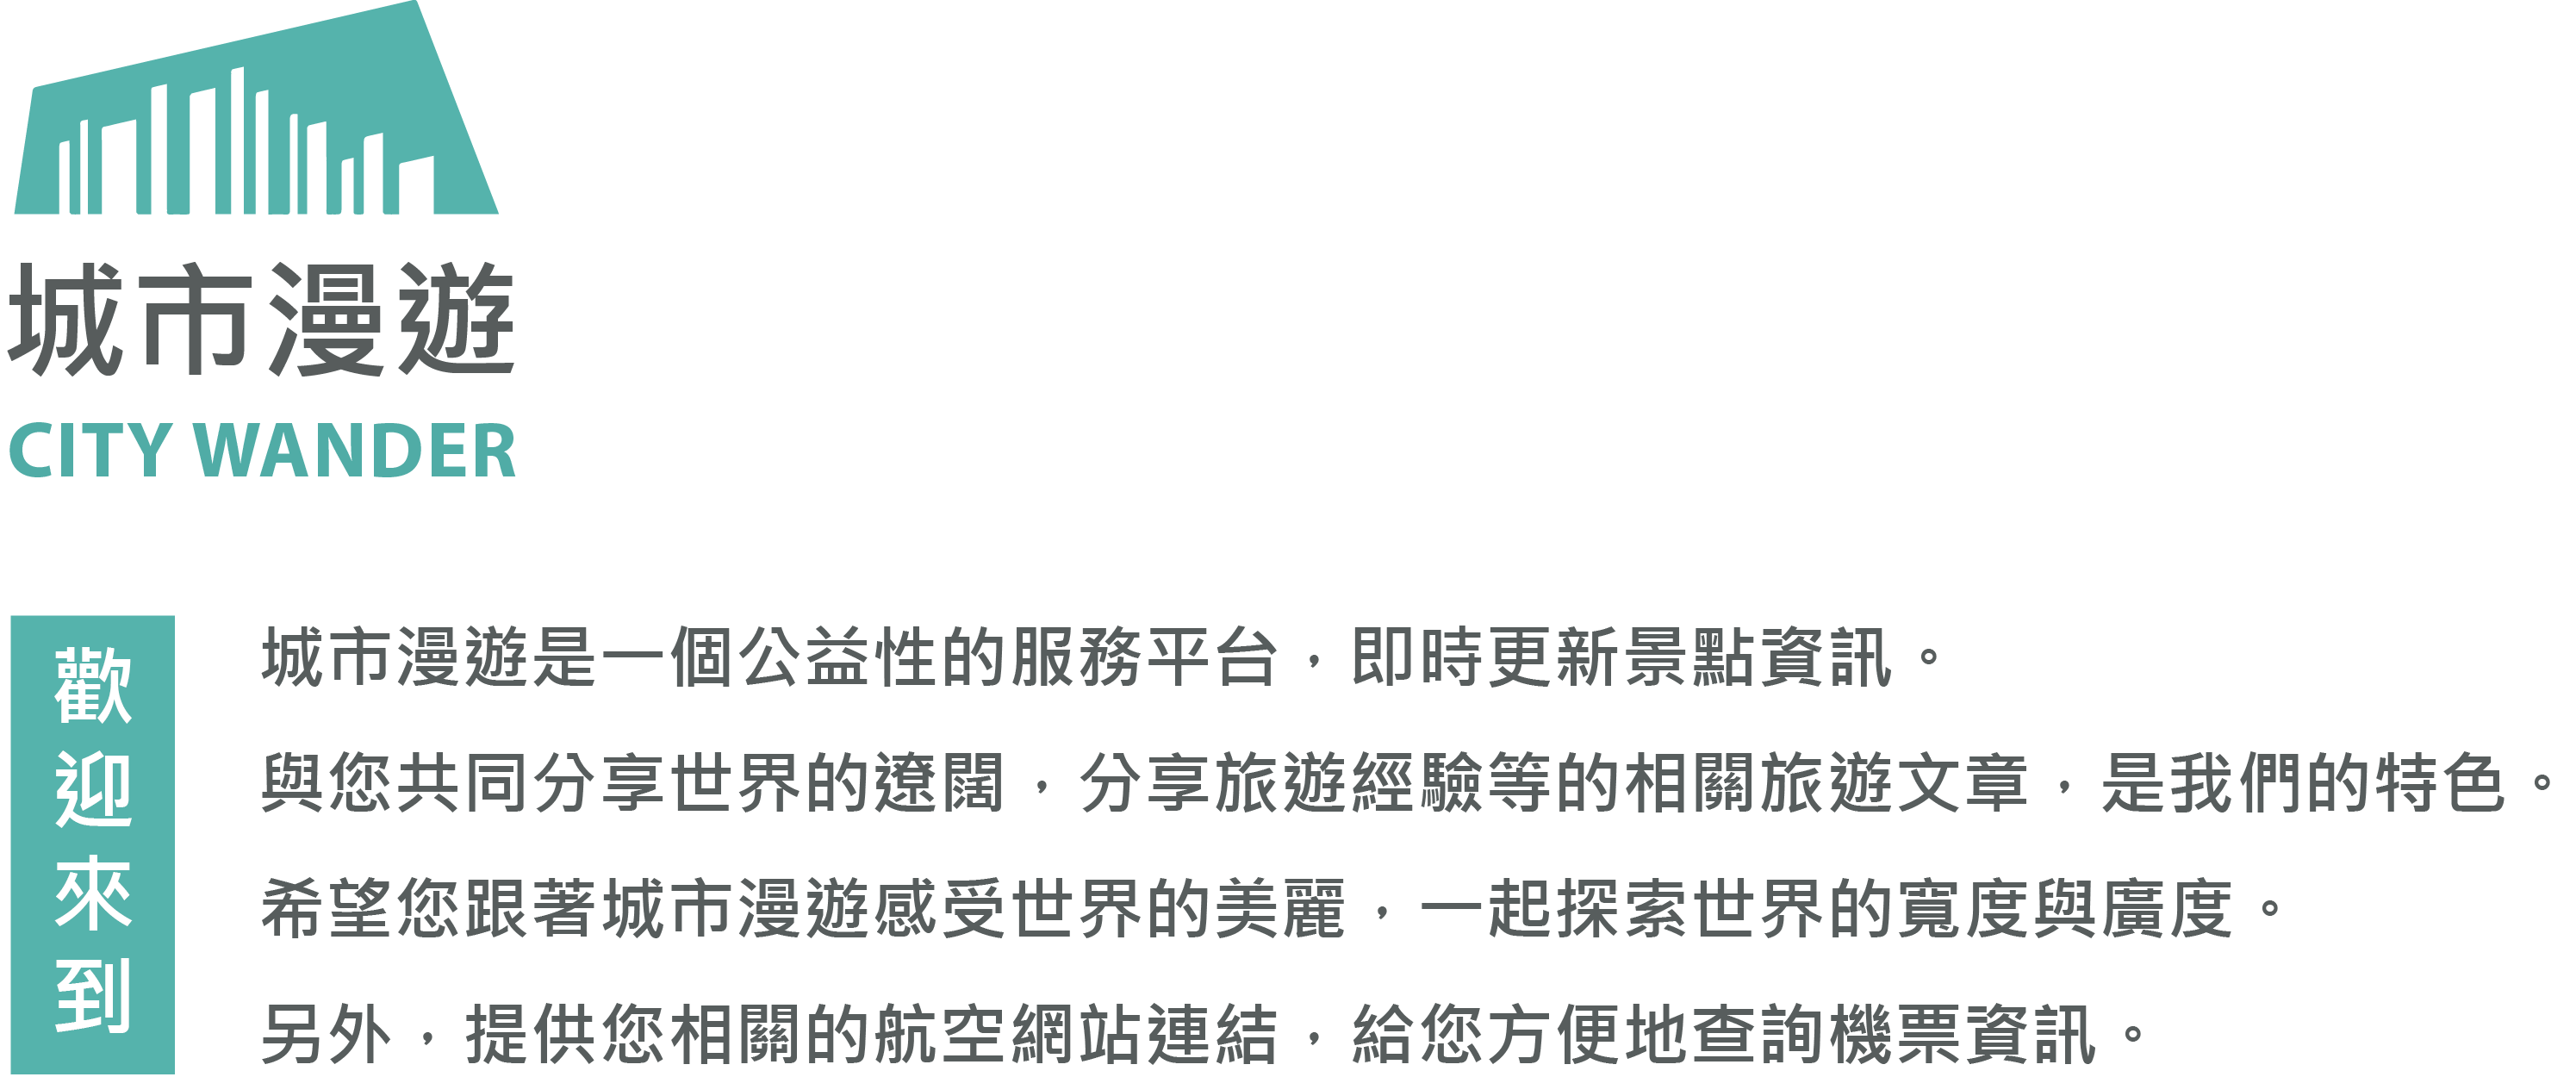 城市漫遊
CITY WANDER
歡迎來到
城市漫遊是一個公益性的服務平台，即時更新景點資訊。
與您共同分享世界的遼闊，分享旅遊經驗等的相關旅遊文章，是我們的特色。
希望您跟著城市漫遊感受世界的美麗，一起探索世界的寬度與廣度。
另外，提供您相關的航空網站連結，給您方便地查詢機票資訊。